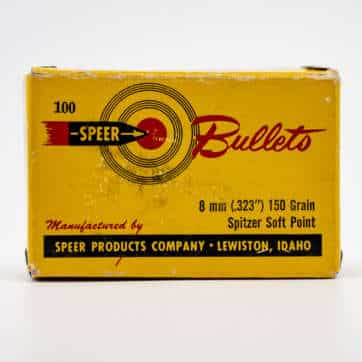 100
-SPEER- Bullets
8 mm (.323") 150 Grain
Spitzer Soft Point
Manufactured by
SPEER PRODUCTS COMPANY • LEWISTON, IDAHO